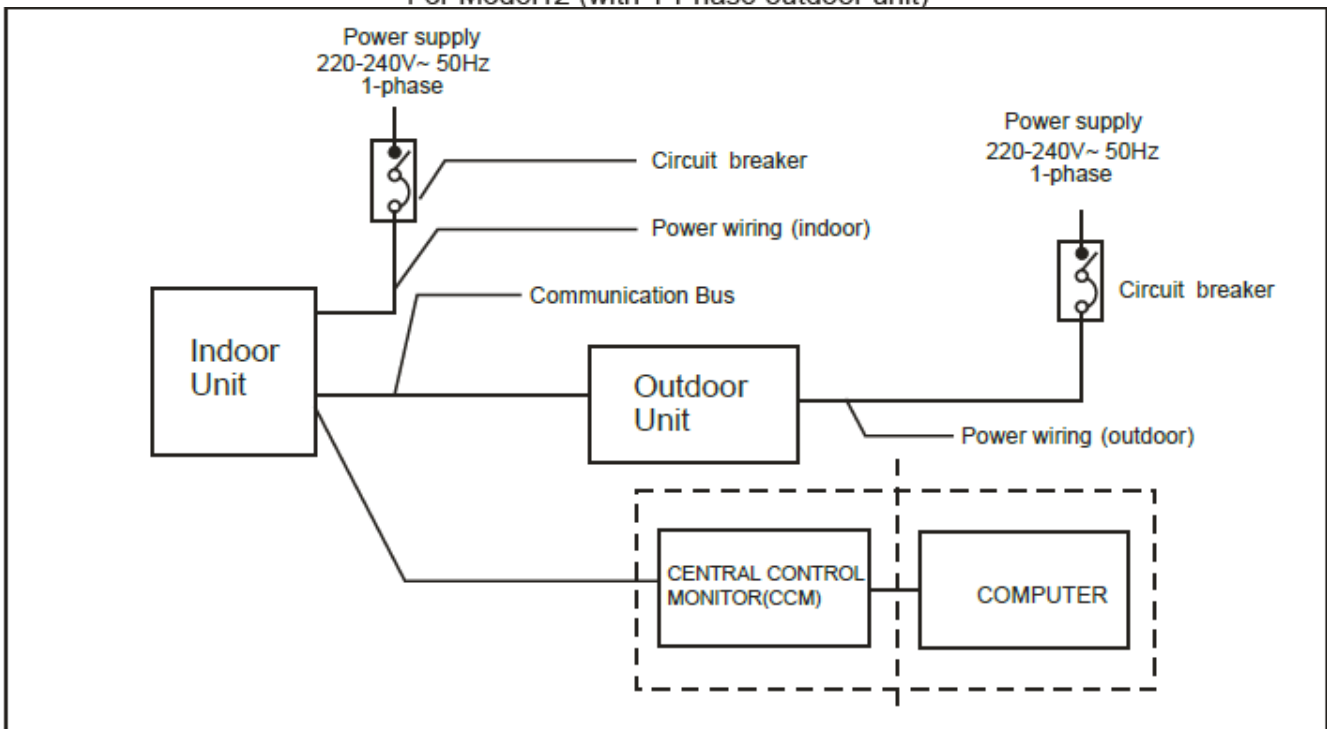 Power supply
220-240V~ 50Hz
1-phase
Circuit breaker
Power wiring (indoor)
Communication Bus
Power supply
220-240V~ 50Hz
1-phase
Circuit breaker
Indoor
Unit
Outdoor
Unit
Power wiring (outdoor)
CENTRAL CONTROL
MONITOR(CCM)
COMPUTER